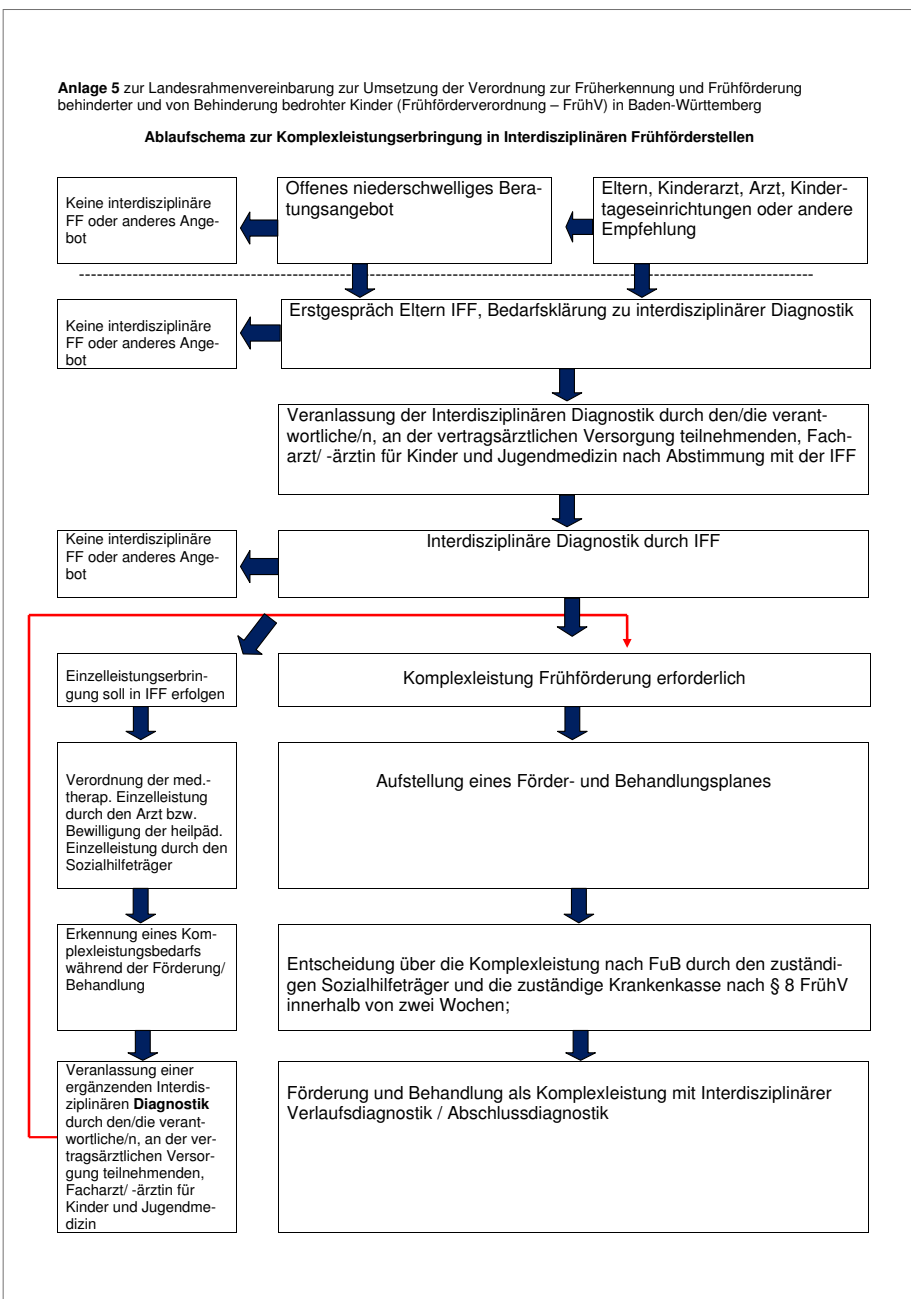 Anlage 5 zur Landesrahmenvereinbarung zur Umsetzung der Verordnung zur Früherkennung und Frühförderung
behinderter und von Behinderung bedrohter Kinder (Frühförderverordnung – FrühV) in Baden-Württemberg
Ablaufschema zur Komplexleistungserbringung in Interdisziplinären Frühförderstellen
Keine interdisziplinäre
FF oder anderes Ange-
bot
Offenes niederschwelliges Bera-
tungsangebot
Eltern, Kinderarzt, Arzt, Kinder-
tageseinrichtungen oder andere
Empfehlung
Keine interdisziplinäre
FF oder anderes Ange-
bot
Erstgespräch Eltern IFF, Bedarfsklärung zu interdisziplinärer Diagnostik
Veranlassung der Interdisziplinären Diagnostik durch den/die verant-
wortliche/n, an der vertragsärztlichen Versorgung teilnehmenden, Fach-
arzt/ -ärztin für Kinder und Jugendmedizin nach Abstimmung mit der IFF
Keine interdisziplinäre
FF oder anderes Ange-
bot
Interdisziplinäre Diagnostik durch IFF
Einzelleistungserbrin-
gung soll in IFF erfolgen
Komplexleistung Frühförderung erforderlich
Verordnung der med.-
therap. Einzelleistung
durch den Arzt bzw.
Bewilligung der heilpäd.
Einzelleistung durch den
Sozialhilfeträger
Aufstellung eines Förder- und Behandlungsplanes
Erkennung eines Kom-
plexleistungsbedarfs
während der Förderung/
Behandlung
Entscheidung über die Komplexleistung nach FuB durch den zuständi-
gen Sozialhilfeträger und die zuständige Krankenkasse nach § 8 FrühV
innerhalb von zwei Wochen;
Veranlassung einer
ergänzenden Interdis-
ziplinären Diagnostik
durch den/die verant-
wortliche/n, an der ver-
tragsärztlichen Versor-
gung teilnehmenden,
Facharzt/ -ärztin für
Kinder und Jugendme-
dizin
Förderung und Behandlung als Komplexleistung mit Interdisziplinärer
Verlaufsdiagnostik / Abschlussdiagnostik